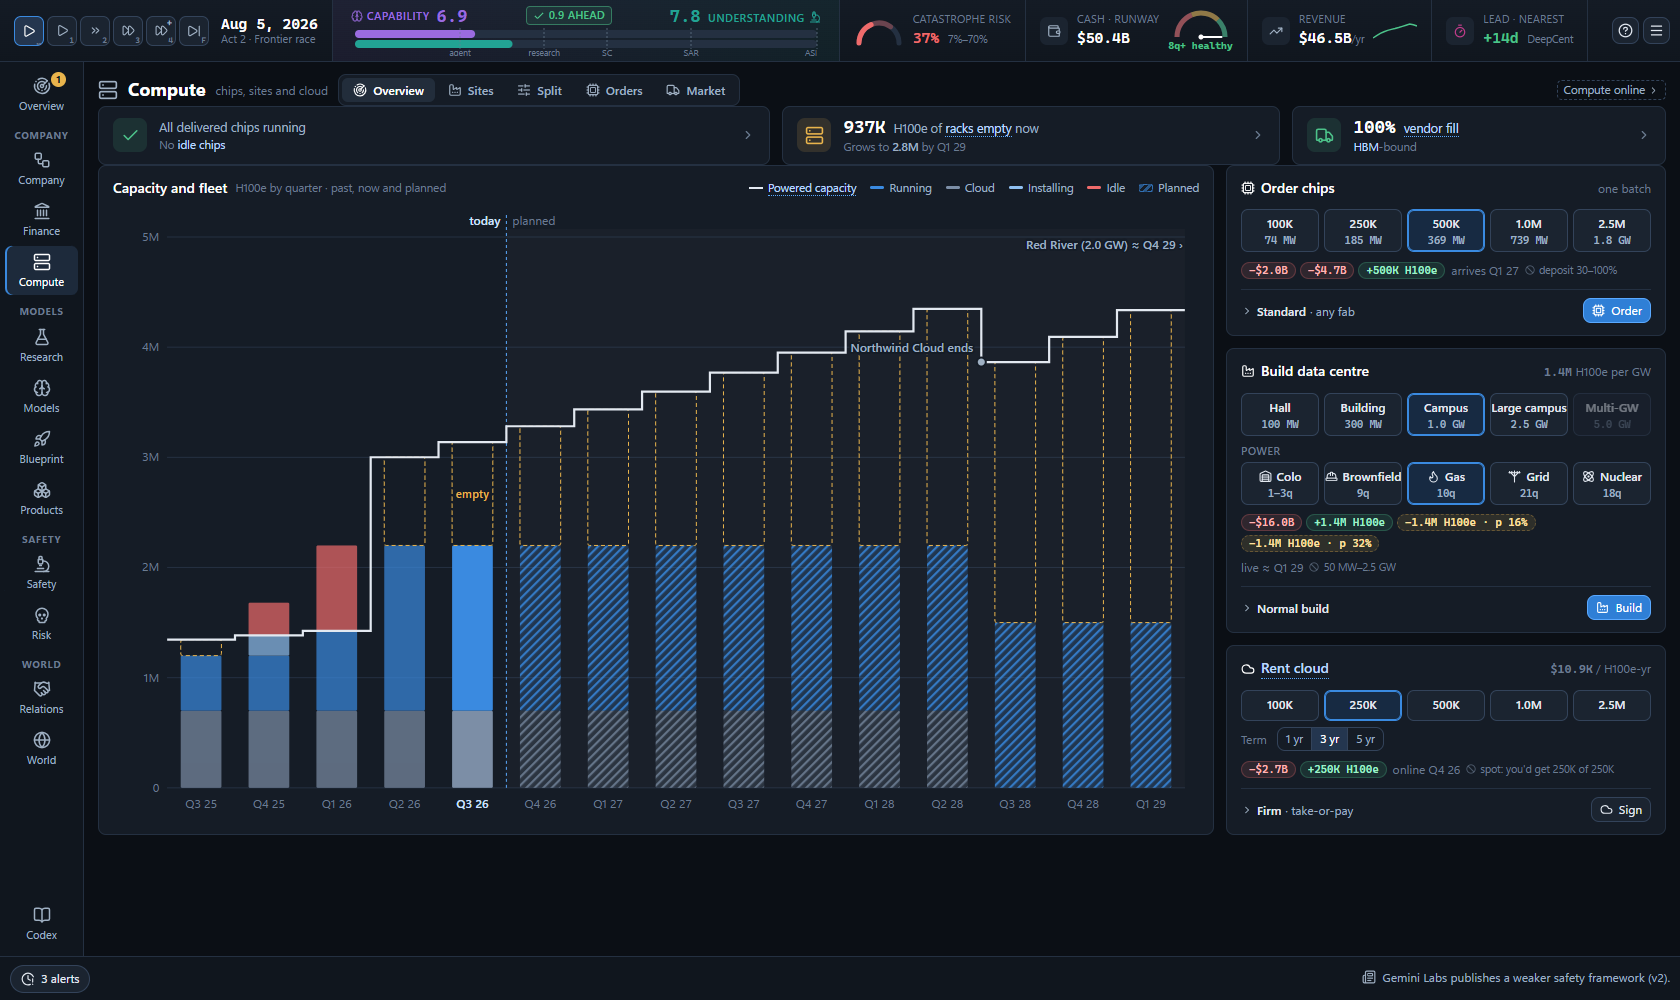 1
2
3
4
F
Aug 5, 2026
Act 2 · Frontier race
CAPABILITY 6.9
0.9 AHEAD
7.8 UNDERSTANDING
agent
research
SC
SAR
ASI
CATASTROPHE RISK
37% 7%–70%
CASH · RUNWAY
$50.4B
8q+ healthy
REVENUE
$46.5B/yr
LEAD · NEAREST
+14d DeepCent
1
Overview
COMPANY
Company
Finance
Compute
MODELS
Research
Models
Blueprint
Products
SAFETY
Safety
Risk
WORLD
Relations
World
Codex
Compute chips, sites and cloud
Overview
Sites
Split
Orders
Market
Compute online ›
All delivered chips running
No idle chips
937K H100e of racks empty now
Grows to 2.8M by Q1 29
100% vendor fill
HBM-bound
Capacity and fleet H100e by quarter · past, now and planned
Powered capacity
Running
Cloud
Installing
Idle
Planned
today
planned
Red River (2.0 GW) ≈ Q4 29 ›
Northwind Cloud ends
empty
5M
4M
3M
2M
1M
0
Q3 25
Q4 25
Q1 26
Q2 26
Q3 26
Q4 26
Q1 27
Q2 27
Q3 27
Q4 27
Q1 28
Q2 28
Q3 28
Q4 28
Q1 29
Order chips
one batch
100K
74 MW
250K
185 MW
500K
369 MW
1.0M
739 MW
2.5M
1.8 GW
−$2.0B
−$4.7B
+500K H100e
arrives Q1 27
deposit 30–100%
Standard · any fab
Order
Build data centre
1.4M H100e per GW
Hall
100 MW
Building
300 MW
Campus
1.0 GW
Large campus
2.5 GW
Multi-GW
5.0 GW
POWER
Colo
1–3q
Brownfield
9q
Gas
10q
Grid
21q
Nuclear
18q
−$16.0B
+1.4M H100e
−1.4M H100e · p 16%
−1.4M H100e · p 32%
live ≈ Q1 29
50 MW–2.5 GW
Normal build
Build
Rent cloud
$10.9K / H100e-yr
100K
250K
500K
1.0M
2.5M
Term
1 yr
3 yr
5 yr
−$2.7B
+250K H100e
online Q4 26
spot: you'd get 250K of 250K
Firm · take-or-pay
Sign
3 alerts
Gemini Labs publishes a weaker safety framework (v2).